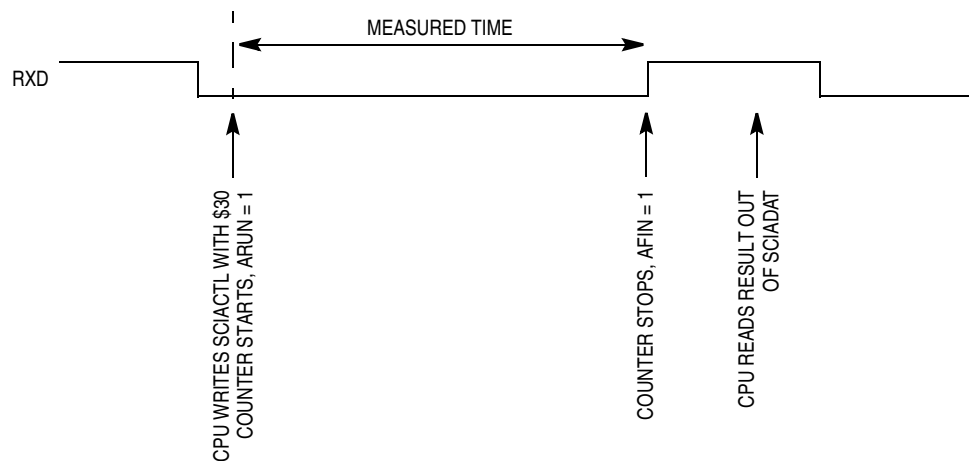 MEASURED TIME
RXD
CPU WRITES SCIACTL WITH $30
COUNTER STARTS, ARUN = 1
COUNTER STOPS, AFIN = 1
CPU READS RESULT OUT
OF SCIADAT